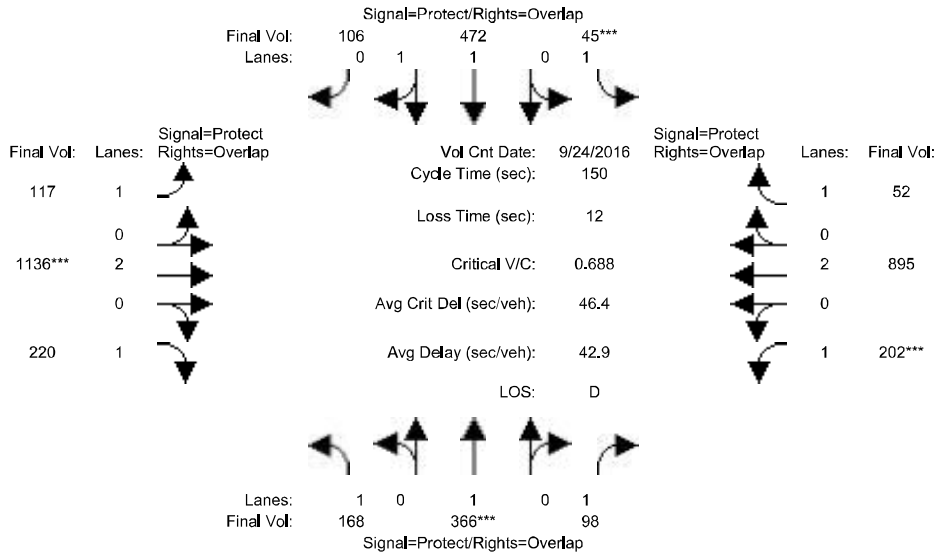 Signal=Protect/Rights=Overlap
Final Vol: 106 472 45***
Lanes: 0 1 1 0 1
Signal=Protect
Final Vol: Lanes: Rights=Overlap
Vol Cnt Date: 9/24/2016
Signal=Protect
Rights=Overlap Lanes: Final Vol:
Cycle Time (sec): 150
117 1
1 52
Loss Time (sec): 12
0
0
1136*** 2
Critical V/C: 0.688
2 895
0
Avg Crit Del (sec/veh): 46.4
0
220 1
Avg Delay (sec/veh): 42.9
1 202***
LOS: D
Lanes: 1 0 1 0 1
Final Vol: 168 366*** 98
Signal=Protect/Rights=Overlap